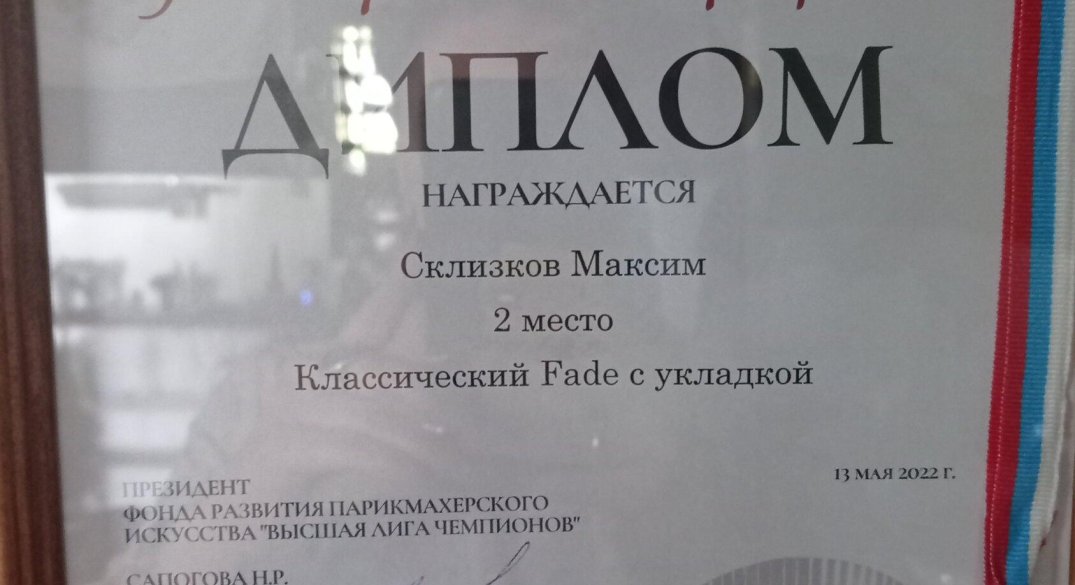 ДИПЛОМ
НАГРАЖДАЕТСЯ
Склизков Максим
2 место
Классический Fade с укладкой
13 МАЯ 2022 Г.
ПРЕЗИДЕНТ
ФОНДА РАЗВИТИЯ ПАРИКМАХЕРСКОГО
ИСКУССТВА "ВЫСШАЯ ЛИГА ЧЕМПИОНОВ"
САПОГОВА Н.Р.